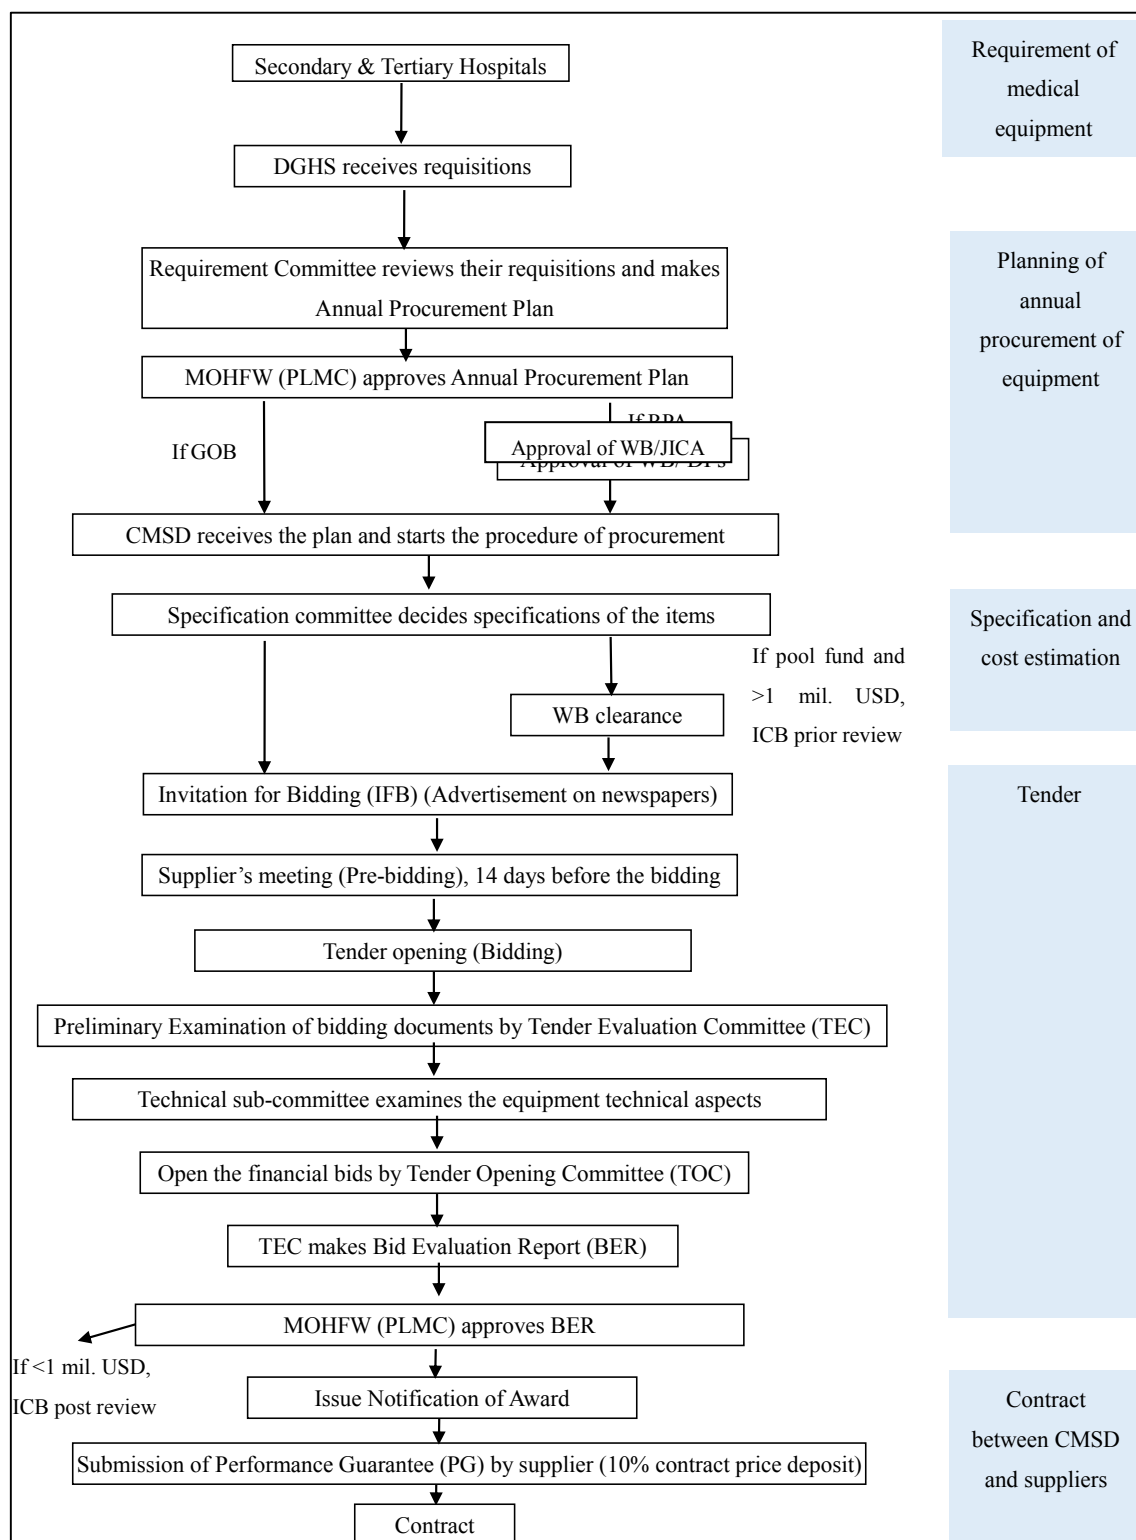 Secondary & Tertiary Hospitals
Requirement of
medical
equipment
DGHS receives requisitions
Requirement Committee reviews their requisitions and makes
Annual Procurement Plan
Planning of
annual
procurement of
equipment
MOHFW (PLMC) approves Annual Procurement Plan
If GOB
If RPA
Approval of WB/JICA
Approval of WB/ DPs
CMSD receives the plan and starts the procedure of procurement
Specification committee decides specifications of the items
Specification and
cost estimation
If pool fund and
>1 mil. USD,
ICB prior review
WB clearance
Invitation for Bidding (IFB) (Advertisement on newspapers)
Tender
Supplier's meeting (Pre-bidding), 14 days before the bidding
Tender opening (Bidding)
Preliminary Examination of bidding documents by Tender Evaluation Committee (TEC)
Technical sub-committee examines the equipment technical aspects
Open the financial bids by Tender Opening Committee (TOC)
TEC makes Bid Evaluation Report (BER)
MOHFW (PLMC) approves BER
If <1 mil. USD,
ICB post review
Issue Notification of Award
Contract
between CMSD
and suppliers
Submission of Performance Guarantee (PG) by supplier (10% contract price deposit)
Contract